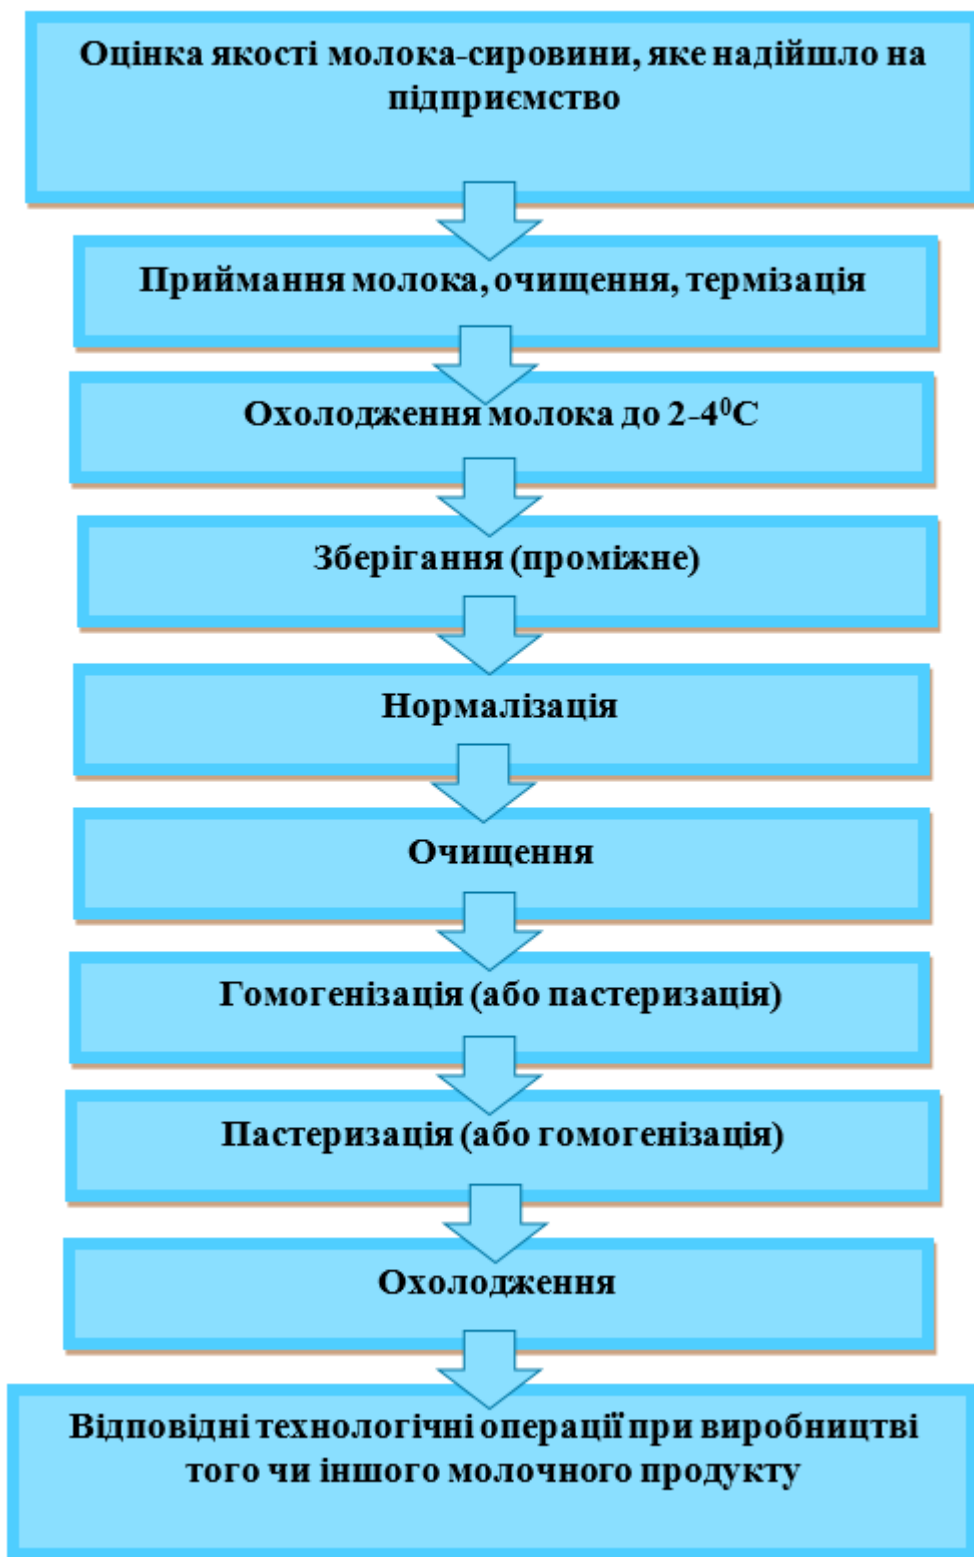 Оцінка якості молока-сировини, яке надійшло на
підприємство
Приймання молока, очищення, термізація
Охолодження молока до 2-4⁰С
Зберігання (проміжне)
Нормалізація
Очищення
Гомогенізація (або пастеризація)
Пастеризація (або гомогенізація)
Охолодження
Відповідні технологічні операції при виробництві
того чи іншого молочного продукту